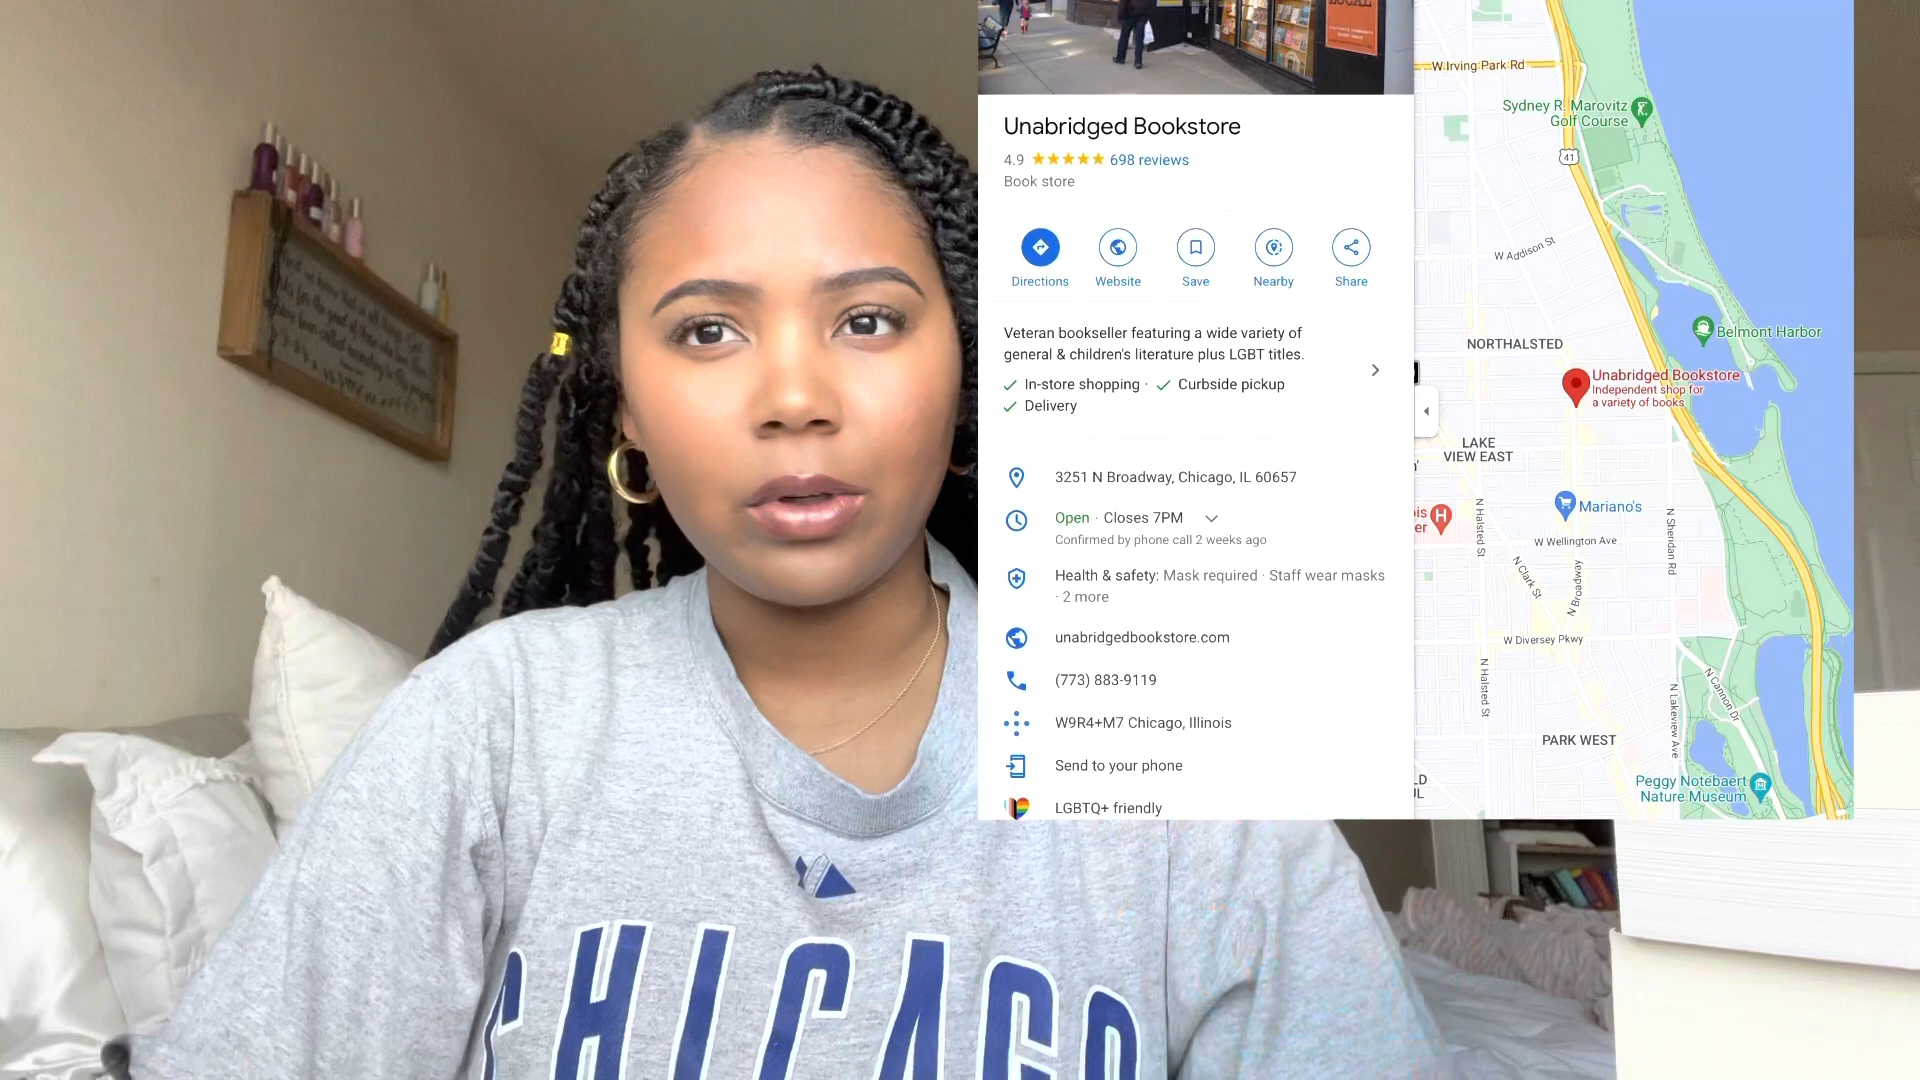 LOCAL
Unabridged Bookstore
4.9 698 reviews
Book store
Directions
Website
Save
Nearby
Share
Veteran bookseller featuring a wide variety of
general & children's literature plus LGBT titles.
In-store shopping · Curbside pickup
Delivery
3251 N Broadway, Chicago, IL 60657
Open · Closes 7PM
Confirmed by phone call 2 weeks ago
Health & safety: Mask required · Staff wear masks
· 2 more
unabridgedbookstore.com
(773) 883-9119
W9R4+M7 Chicago, Illinois
Send to your phone
LGBTQ+ friendly
W Irving Park Rd
Sydney R. Marovitz
Golf Course
41
W Addison St
Belmont Harbor
NORTHALSTED
Unabridged Bookstore
Independent shop for
a variety of books
LAKE
VIEW EAST
Mariano's
H
is
er
N Halsted St
N Sheridan Rd
W Wellington Ave
N Clark St
N Broadway
W Diversey Pkwy
N Halsted St
N Lakeview Ave
N Cannon Dr
PARK WEST
Peggy Notebaert
Nature Museum
CHICAGO